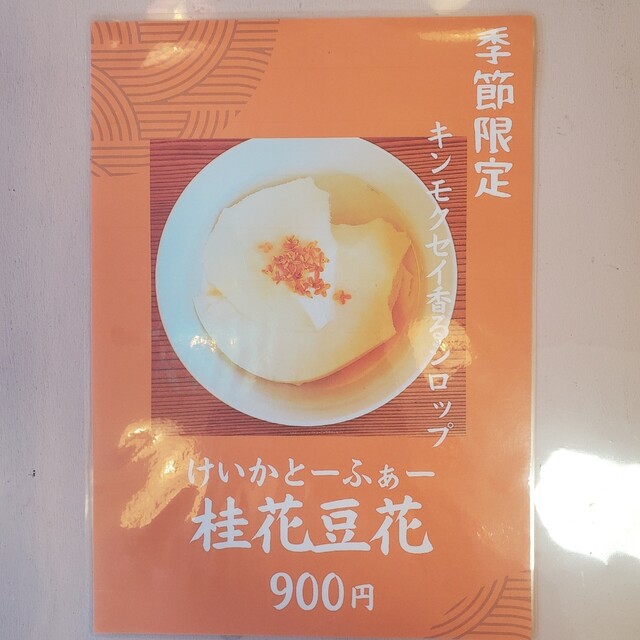 季節限定
キンモクセイ香るシロップ
けいかとーふぁー
桂花豆花
900円